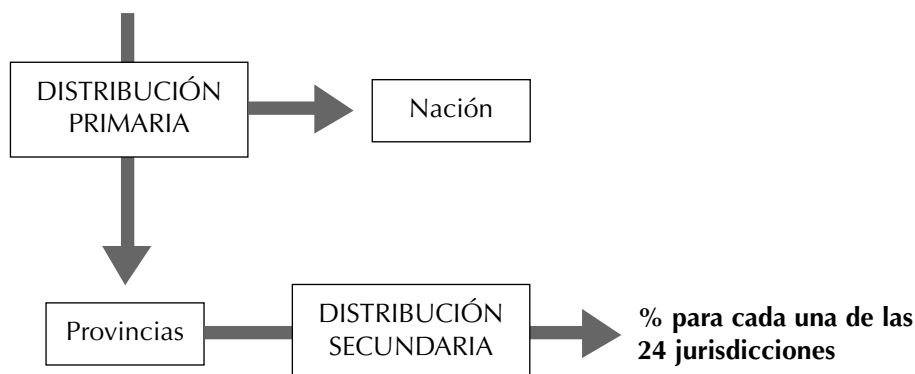 DISTRIBUCIÓN
PRIMARIA
Nación
Provincias
DISTRIBUCIÓN
SECUNDARIA
% para cada una de las
24 jurisdicciones